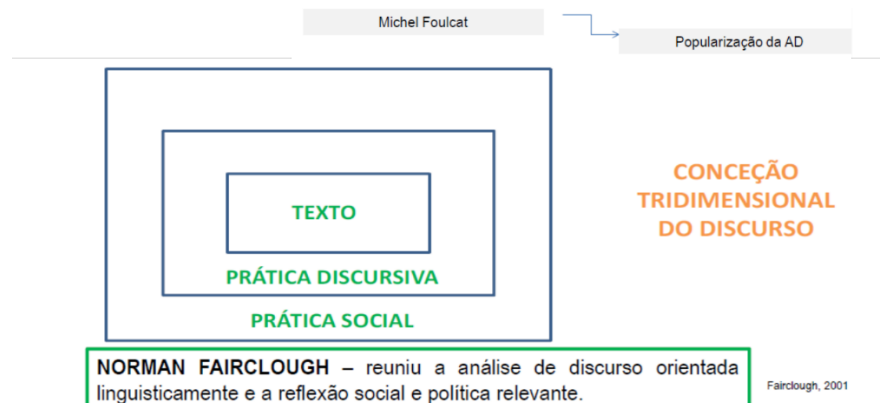 Michel Foulcat
Popularização da AD
TEXTO
PRÁTICA DISCURSIVA
PRÁTICA SOCIAL
CONCEÇÃO
TRIDIMENSIONAL
DO DISCURSO
NORMAN FAIRCLOUGH – reuniu a análise de discurso orientada
linguisticamente e a reflexão social e política relevante.
Fairclough, 2001